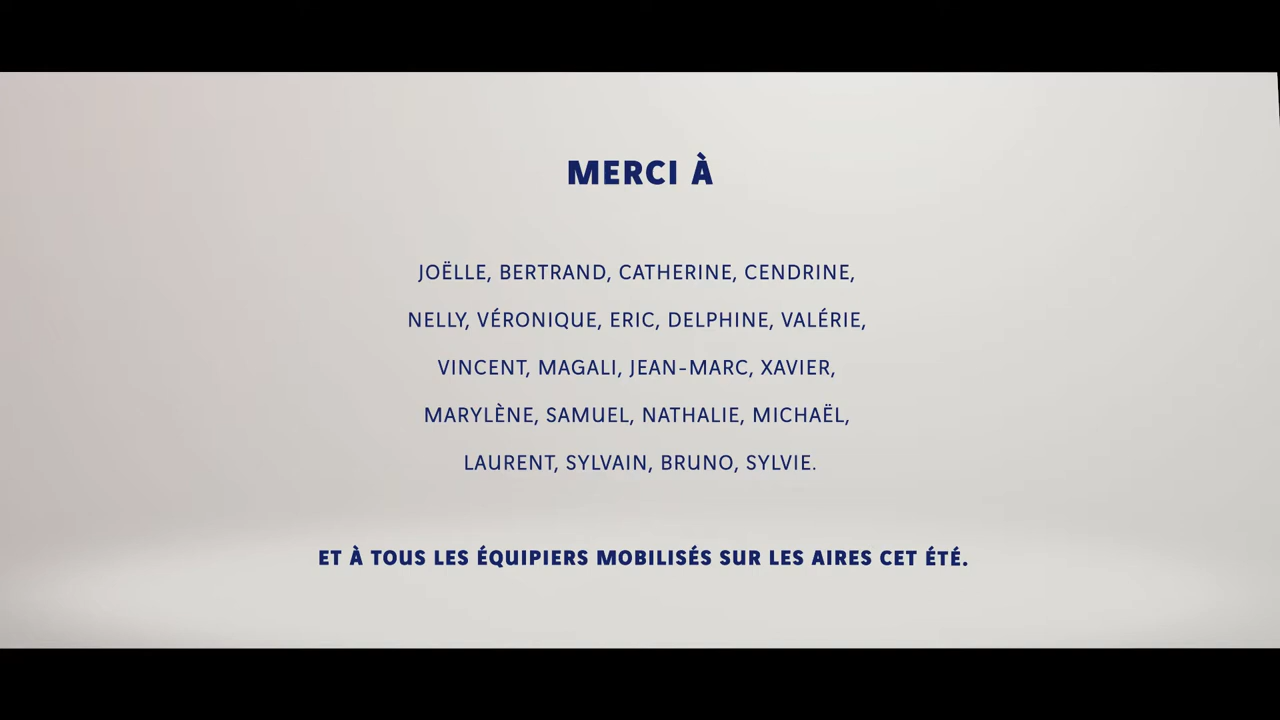 MERCI À
JOËLLE, BERTRAND, CATHERINE, CENDRINE,
NELLY, VÉRONIQUE, ERIC, DELPHINE, VALÉRIE,
VINCENT, MAGALI, JEAN-MARC, XAVIER,
MARYLÈNE, SAMUEL, NATHALIE, MICHAËL,
LAURENT, SYLVAIN, BRUNO, SYLVIE.
ET À TOUS LES ÉQUIPIERS MOBILISÉS SUR LES AIRES CET ÉTÉ.